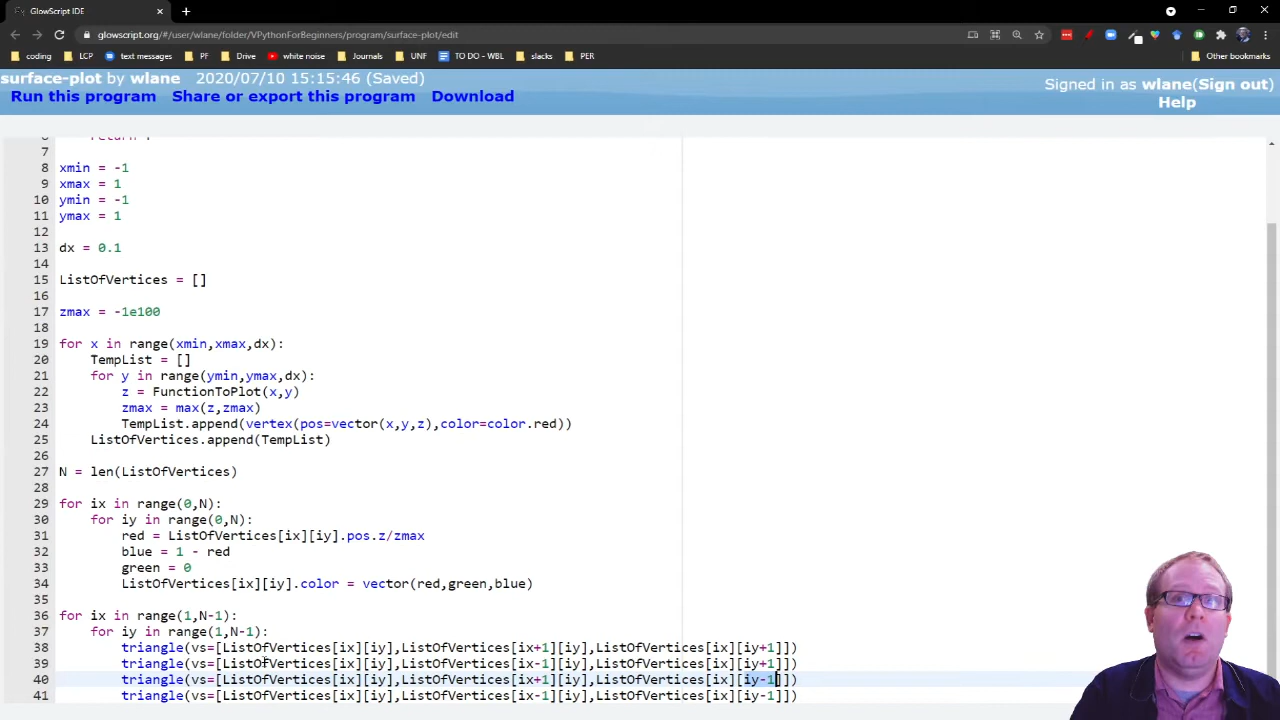 GlowScript IDE
glowscript.org/#/user/wlane/folder/VPythonForBeginners/program/surface-plot/edit
coding LCP text messages PF Drive white noise Journals UNF TO DO - WBL slacks PER Other bookmarks
surface-plot by wlane 2020/07/10 15:15:46 (Saved) Signed in as wlane(Sign out)
Run this program Share or export this program Download Help
7
8 xmin = -1
9 xmax = 1
10 ymin = -1
11 ymax = 1
12
13 dx = 0.1
14
15 ListOfVertices = []
16
17 zmax = -1e100
18
19 for x in range(xmin,xmax,dx):
20 TempList = []
21 for y in range(ymin,ymax,dx):
22 z = FunctionToPlot(x,y)
23 zmax = max(z,zmax)
24 TempList.append(vertex(pos=vector(x,y,z),color=color.red))
25 ListOfVertices.append(TempList)
26
27 N = len(ListOfVertices)
28
29 for ix in range(0,N):
30 for iy in range(0,N):
31 red = ListOfVertices[ix][iy].pos.z/zmax
32 blue = 1 - red
33 green = 0
34 ListOfVertices[ix][iy].color = vector(red,green,blue)
35
36 for ix in range(1,N-1):
37 for iy in range(1,N-1):
38 triangle(vs=[ListOfVertices[ix][iy],ListOfVertices[ix+1][iy],ListOfVertices[ix][iy+1]])
39 triangle(vs=[ListOfVertices[ix][iy],ListOfVertices[ix-1][iy],ListOfVertices[ix][iy+1]])
40 triangle(vs=[ListOfVertices[ix][iy],ListOfVertices[ix+1][iy],ListOfVertices[ix][iy-1]])
41 triangle(vs=[ListOfVertices[ix][iy],ListOfVertices[ix-1][iy],ListOfVertices[ix][iy-1]])